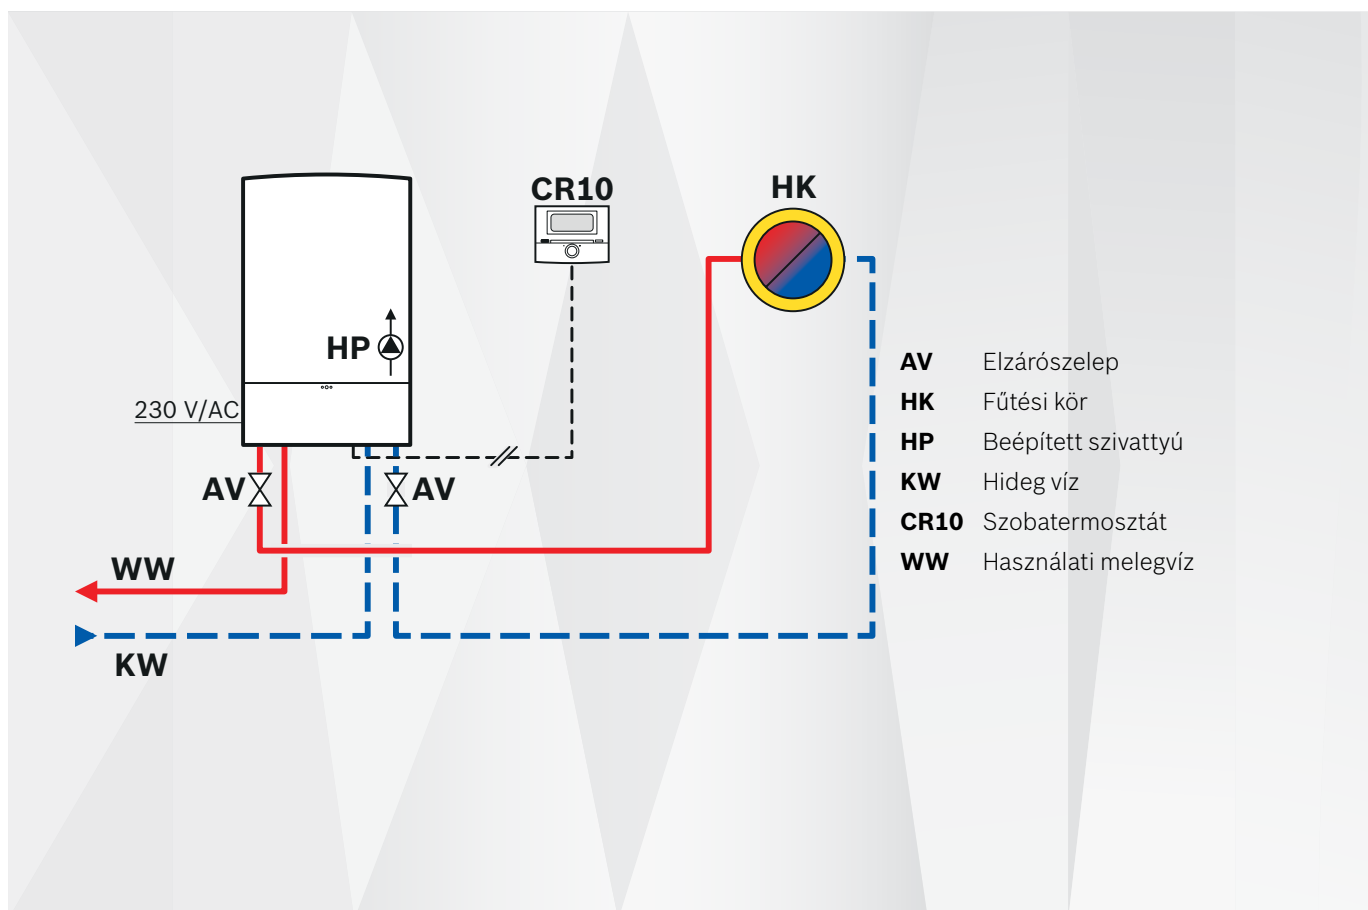 CR10
HK
HP
230 V/AC
AV
AV
WW
KW
AV Elzárószelep
HK Fűtési kör
HP Beépített szivattyú
KW Hideg víz
CR10 Szobatermosztát
WW Használati melegvíz